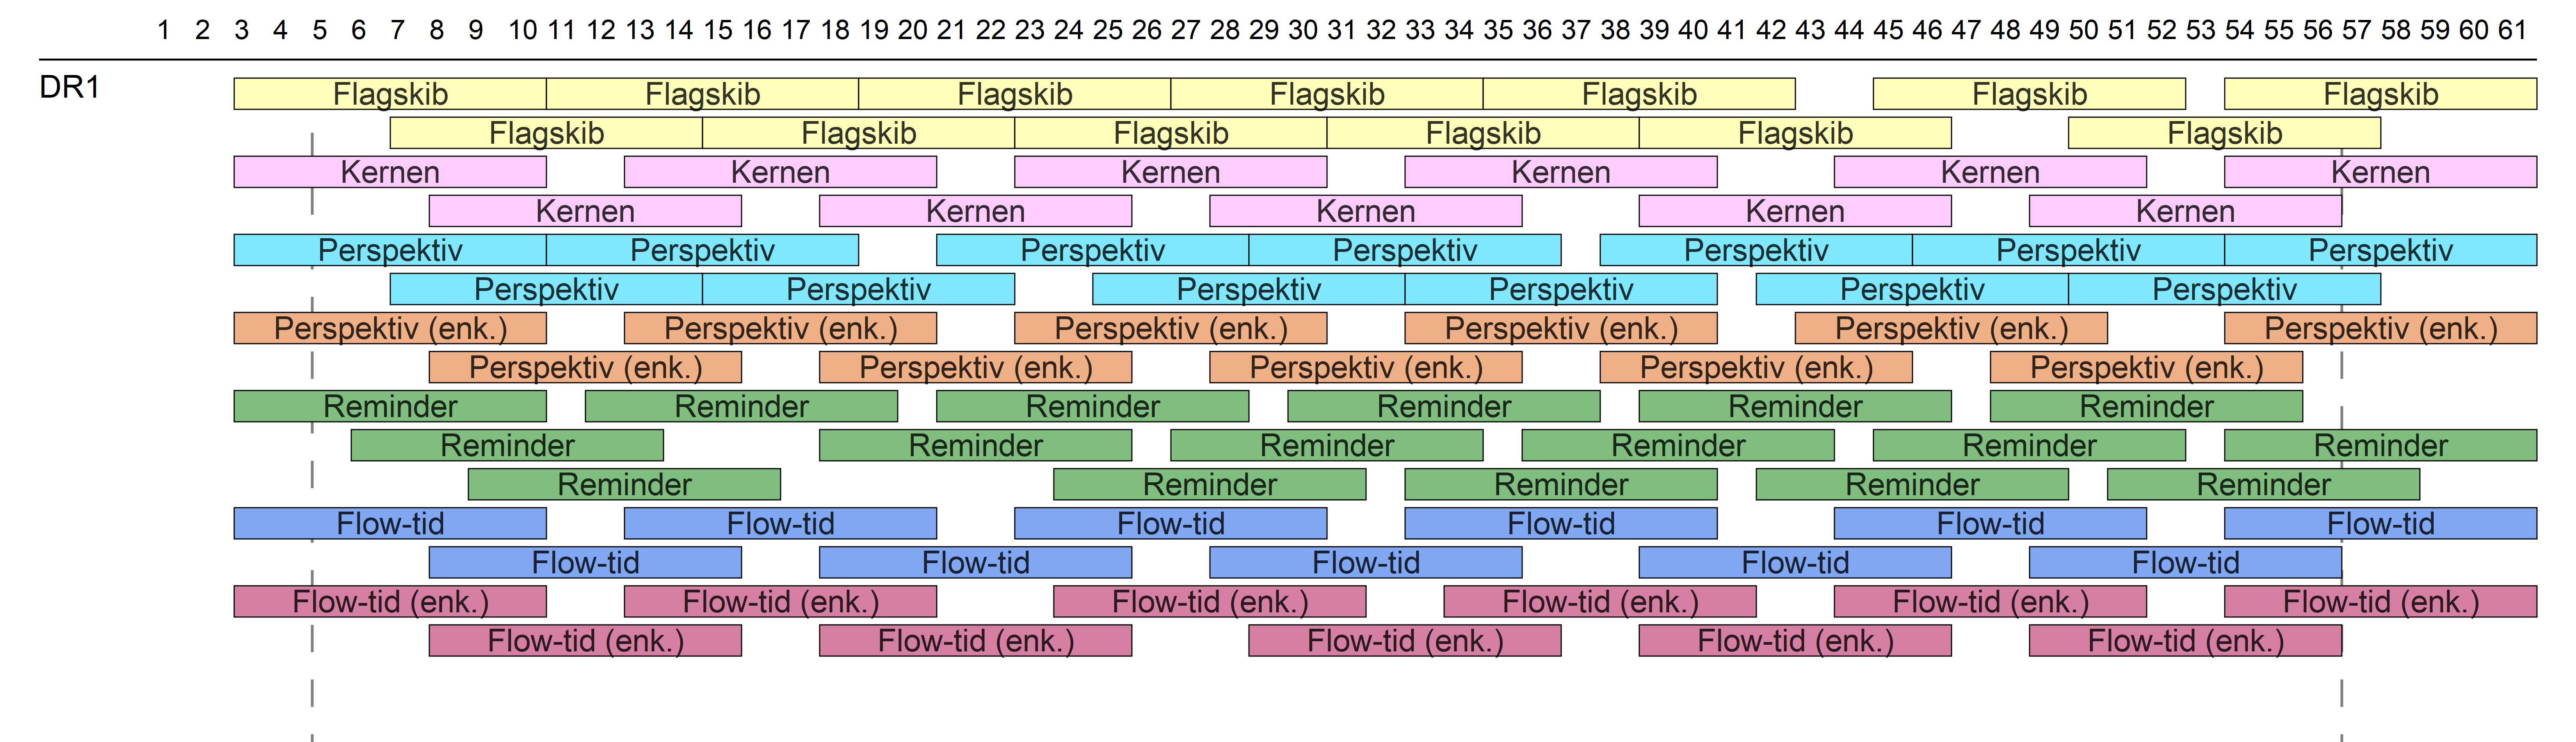 1 2 3 4 5 6 7 8 9 10 11 12 13 14 15 16 17 18 19 20 21 22 23 24 25 26 27 28 29 30 31 32 33 34 35 36 37 38 39 40 41 42 43 44 45 46 47 48 49 50 51 52 53 54 55 56 57 58 59 60 61
DR1 Flagskib Flagskib Flagskib Flagskib Flagskib Flagskib Flagskib
Flagskib Flagskib Flagskib Flagskib Flagskib Flagskib
Kernen Kernen Kernen Kernen Kernen Kernen
Kernen Kernen Kernen Kernen Kernen
Perspektiv Perspektiv Perspektiv Perspektiv Perspektiv Perspektiv Perspektiv
Perspektiv Perspektiv Perspektiv Perspektiv Perspektiv Perspektiv
Perspektiv (enk.) Perspektiv (enk.) Perspektiv (enk.) Perspektiv (enk.) Perspektiv (enk.) Perspektiv (enk.)
Perspektiv (enk.) Perspektiv (enk.) Perspektiv (enk.) Perspektiv (enk.) Perspektiv (enk.)
Reminder Reminder Reminder Reminder Reminder Reminder
Reminder Reminder Reminder Reminder Reminder Reminder
Reminder Reminder Reminder Reminder Reminder
Flow-tid Flow-tid Flow-tid Flow-tid Flow-tid Flow-tid
Flow-tid Flow-tid Flow-tid Flow-tid Flow-tid
Flow-tid (enk.) Flow-tid (enk.) Flow-tid (enk.) Flow-tid (enk.) Flow-tid (enk.) Flow-tid (enk.)
Flow-tid (enk.) Flow-tid (enk.) Flow-tid (enk.) Flow-tid (enk.) Flow-tid (enk.)